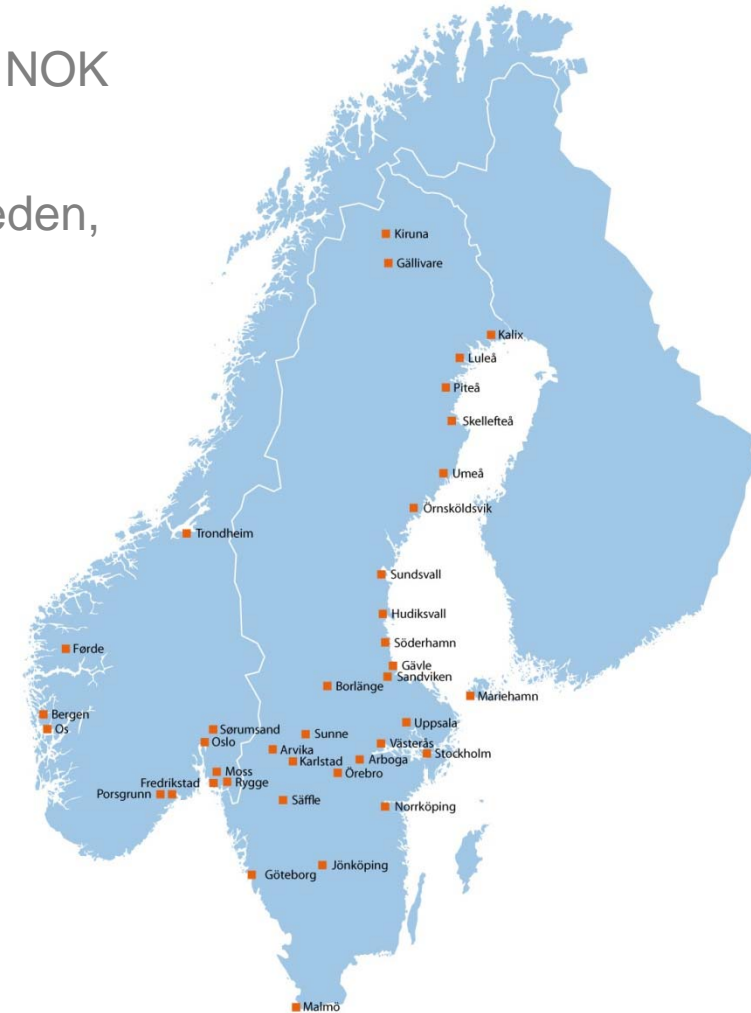 NOK
eden,
Kiruna
Gällivare
Kalix
Luleå
Piteå
Skellefteå
Umeå
Örnsköldsvik
Trondheim
Sundsvall
Hudiksvall
Söderhamn
Førde
Gävle
Sandviken
Borlänge
Mariehamn
Bergen
Uppsala
Os
Sørumsand
Sunne
Oslo
Västerås
Arvika
Stockholm
Karlstad
Arboga
Moss
Örebro
Fredrikstad
Rygge
Porsgrunn
Säffle
Norrköping
Jönköping
Göteborg
Malmö